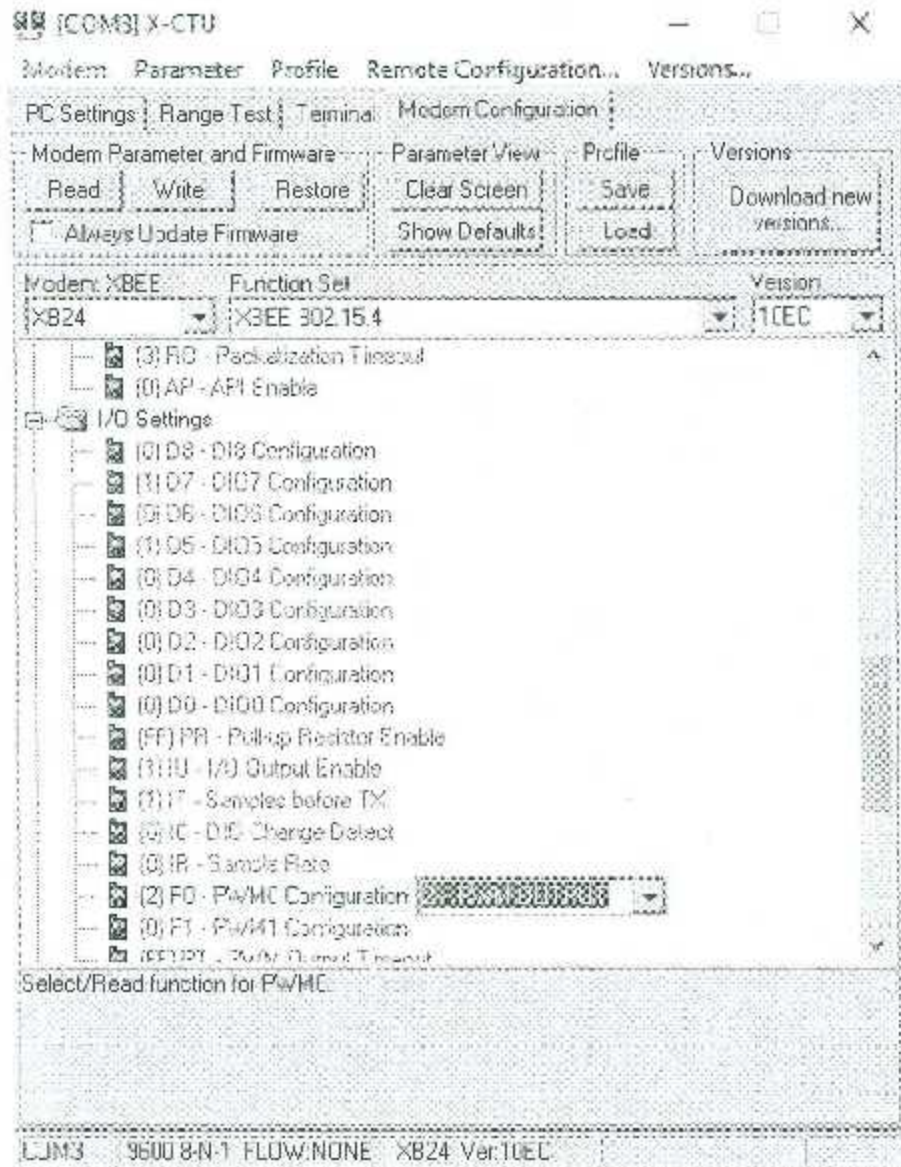 [COM3] X-CTU
Modem Parameter Profile Remote Configuration... Versions...
PC Settings Range Test Terminal Modem Configuration
Modem Parameter and Firmware Parameter View Profile Versions
Read Write Restore Clear Screen Save Download new versions...
Always Update Firmware Show Defaults Load
Modem: XBEE Function Set Version
XB24 XBEE 802.15.4 10EC
(3) RO - Packetization Timeout
(0) AP - API Enable
I/O Settings
(0) D8 - DI8 Configuration
(1) D7 - DIO7 Configuration
(0) D6 - DIO6 Configuration
(1) D5 - DIO5 Configuration
(0) D4 - DIO4 Configuration
(0) D3 - DIO3 Configuration
(0) D2 - DIO2 Configuration
(0) D1 - DIO1 Configuration
(0) D0 - DIO0 Configuration
(FF) PR - Pull-up Resistor Enable
(1) IU - I/O Output Enable
(1) IT - Samples before TX
(0) IC - DIO Change Detect
(0) IR - Sample Rate
(2) P0 - PWM0 Configuration
(0) P1 - PWM1 Configuration
(FF) PT - PWM Output Timeout
Select/Read function for PWM0.
COM3 9600 8-N-1 FLOW:NONE XB24 Ver:10EC